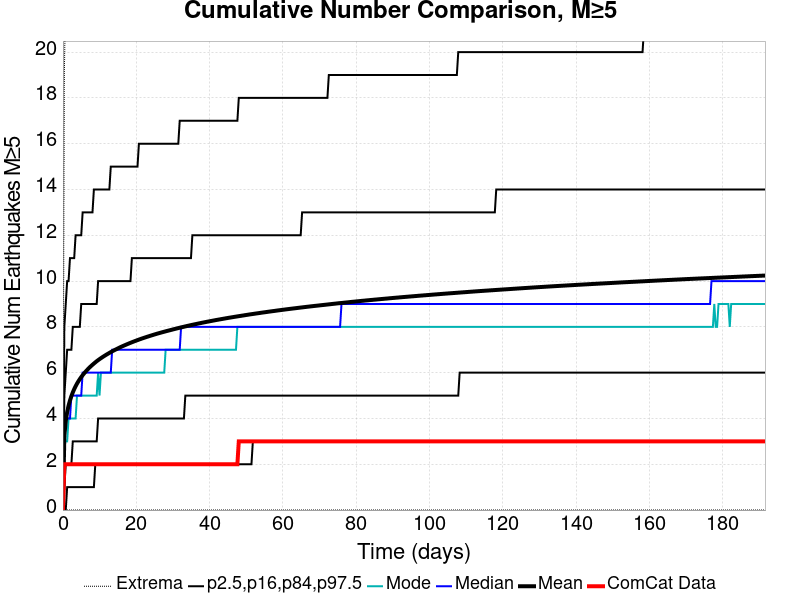 Cumulative Number Comparison, M≥5
Cumulative Num Earthquakes M≥5
20
18
16
14
12
10
8
6
4
2
0
0 20 40 60 80 100 120 140 160 180
Time (days)
Extrema p2.5,p16,p84,p97.5 Mode Median Mean ComCat Data